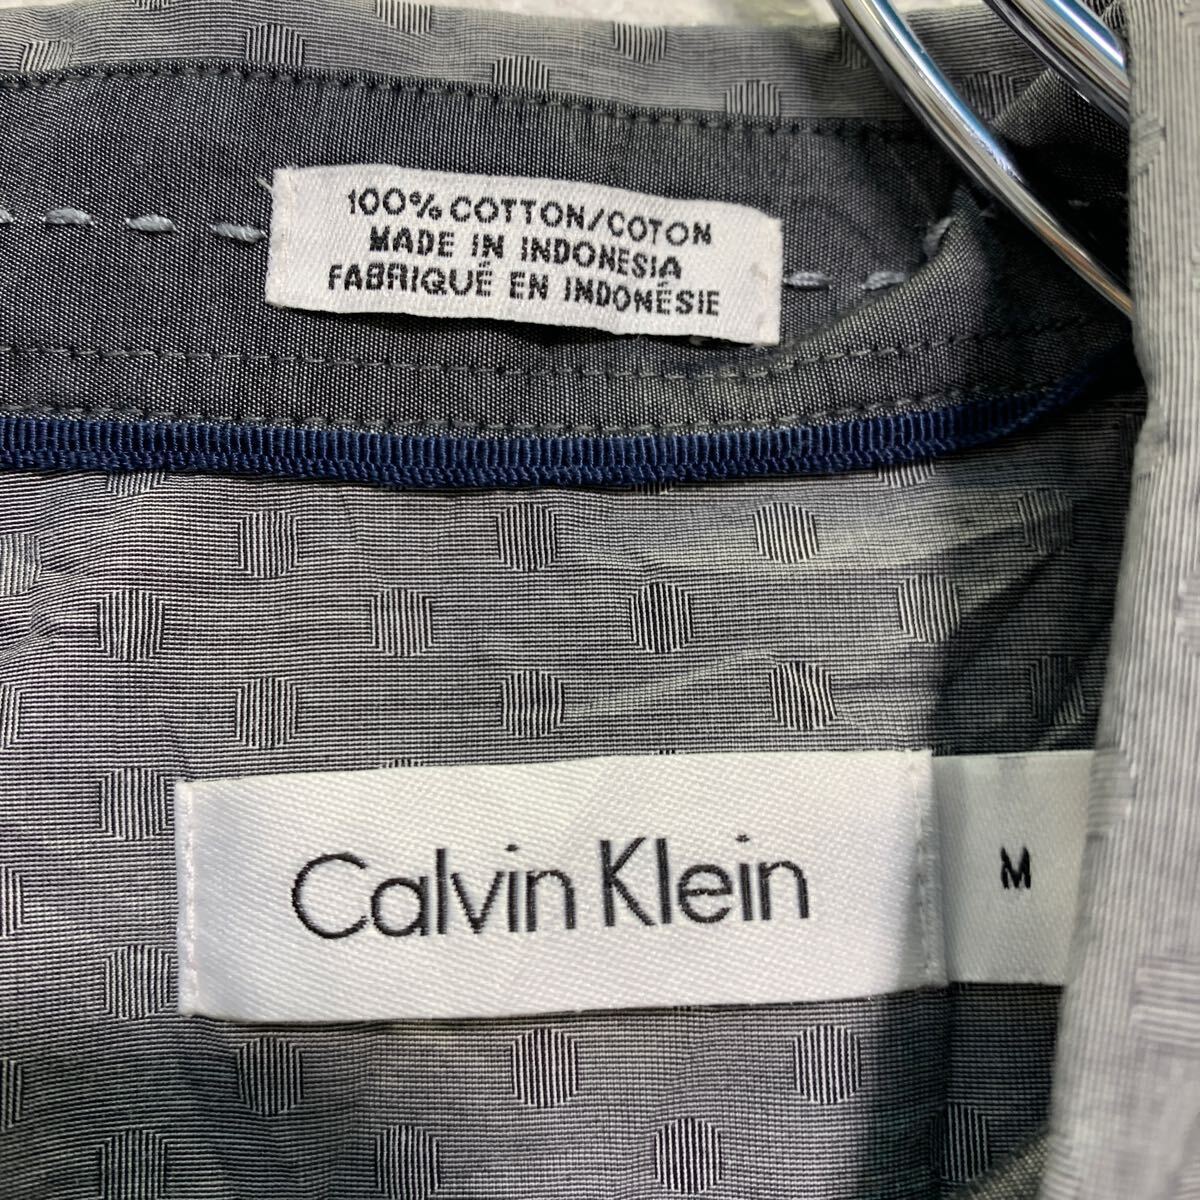 100% COTTON/COTON
MADE IN INDONESIA
FABRIQUÉ EN INDONÉSIE
Calvin Klein
M